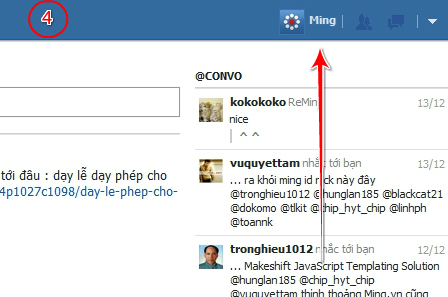 4
Ming
@CONVO
kokokoko ReMin 13/12
nice
^ ^
tới đâu : dạy lễ dạy phép cho
4p1027c1098/day-le-phep-cho-
vuquyettam nhắc tới bạn 13/12
... ra khỏi ming id nick này đây
@tronghieu1012 @hunglan185 @blackcat21
@dokomo @tlkit @chip_hyt_chip @linhph
@toannk
tronghieu1012 nhắc tới bạn 12/12
... Makeshift JavaScript Templating Solution
@hunglan185 @chip_hyt_chip
@vuquyettam thỉnh thoảng Ming.vn cũng